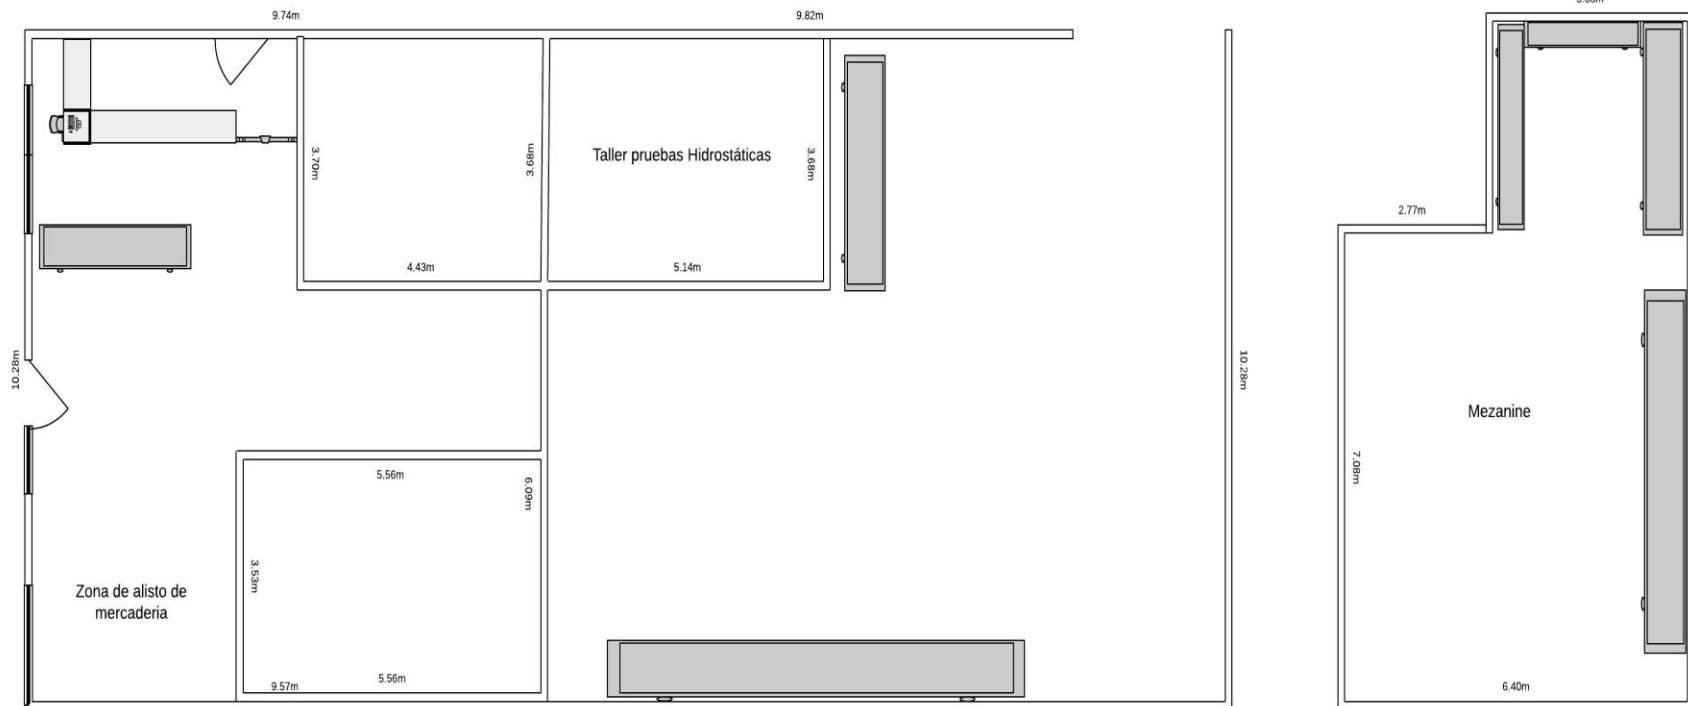 9.74m
9.82m
3.70m
3.68m
Taller pruebas Hidrostáticas
3.68m
4.43m
5.14m
2.77m
10.28m
10.28m
Mezanine
5.56m
6.09m
7.08m
3.53m
Zona de alisto de
mercaderia
9.57m
5.56m
6.40m